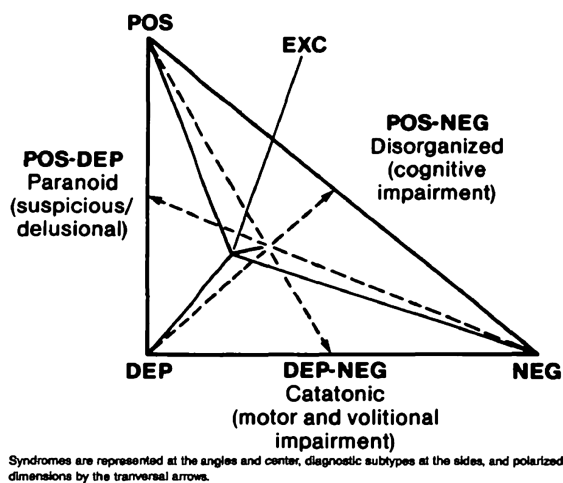 POS
EXC
POS-NEG
Disorganized
(cognitive
impairment)
POS-DEP
Paranoid
(suspicious/
delusional)
DEP
DEP-NEG
NEG
Catatonic
(motor and volitional
impairment)
Syndromes are represented at the angles and center, diagnostic subtypes at the sides, and polarized
dimensions by the tranversal arrows.